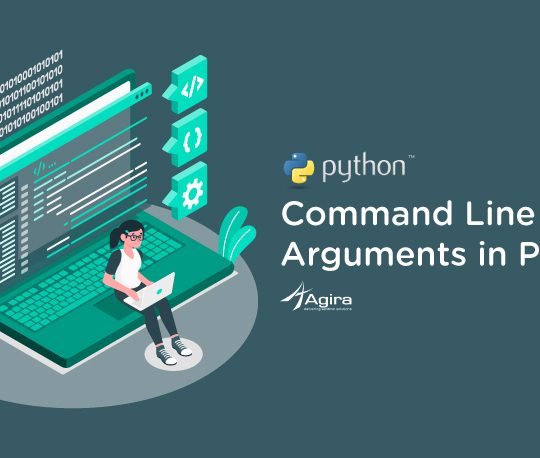 </>
{ }
python™
Command Line
Arguments in P
Agira